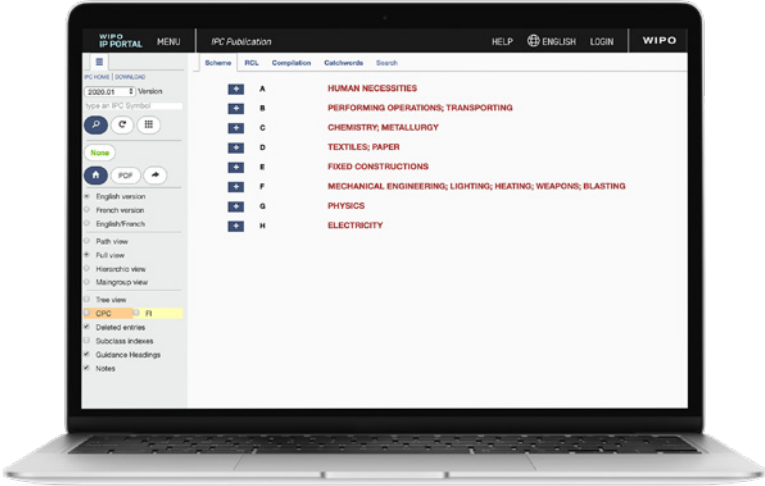 WIPO
IP PORTAL MENU IPC Publication HELP ENGLISH LOGIN WIPO
Scheme RCL Compilation Catchwords Search
IPC HOME | DOWNLOAD
2020.01 Version
type an IPC Symbol
None
PDF
English version
French version
English/French
Path view
Full view
Hierarchic view
Maingroup view
Tree view
CPC FI
Deleted entries
Subclass indexes
Guidance Headings
Notes
A HUMAN NECESSITIES
B PERFORMING OPERATIONS; TRANSPORTING
C CHEMISTRY; METALLURGY
D TEXTILES; PAPER
E FIXED CONSTRUCTIONS
F MECHANICAL ENGINEERING; LIGHTING; HEATING; WEAPONS; BLASTING
G PHYSICS
H ELECTRICITY